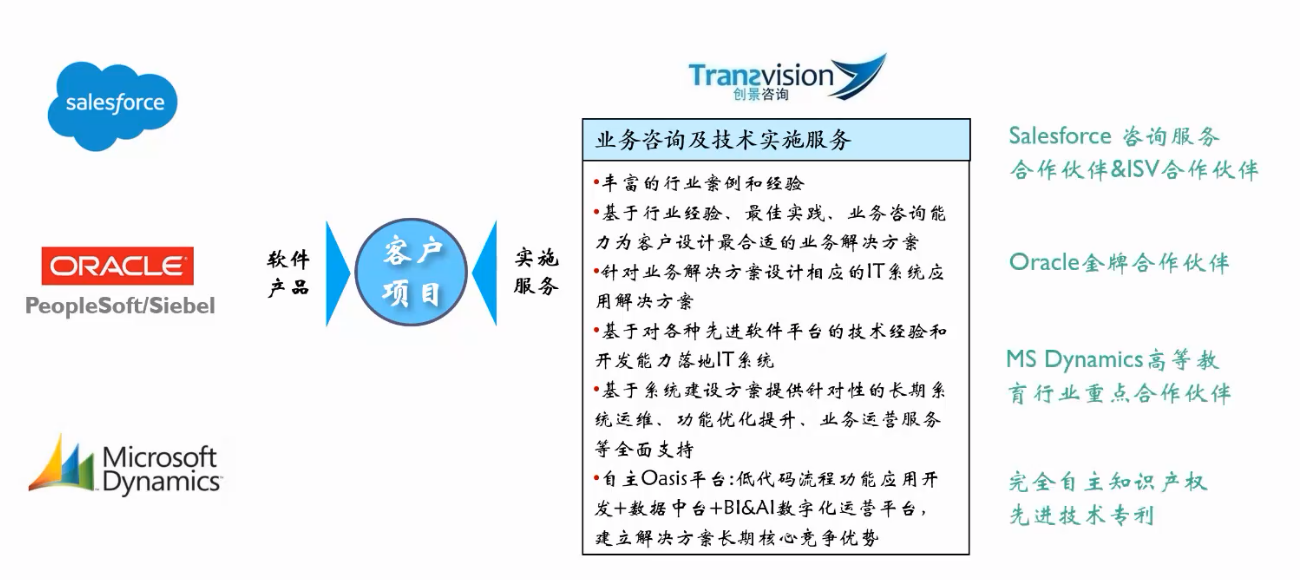 salesforce
ORACLE
PeopleSoft/Siebel
Microsoft
Dynamics
软件
产品
客户
项目
实施
服务
Transvision
创景咨询
业务咨询及技术实施服务
•丰富的行业案例和经验
•基于行业经验、最佳实践、业务咨询能
力为客户设计最合适的业务解决方案
•针对业务解决方案设计相应的IT系统应
用解决方案
•基于对各种先进软件平台的技术经验和
开发能力落地IT系统
•基于系统建设方案提供针对性的长期系
统运维、功能优化提升、业务运营服务
等全面支持
•自主Oasis平台:低代码流程功能应用开
发+数据中台+BI&AI数字化运营平台，
建立解决方案长期核心竞争优势
Salesforce 咨询服务
合作伙伴&ISV合作伙伴
Oracle金牌合作伙伴
MS Dynamics高等教
育行业重点合作伙伴
完全自主知识产权
先进技术专利